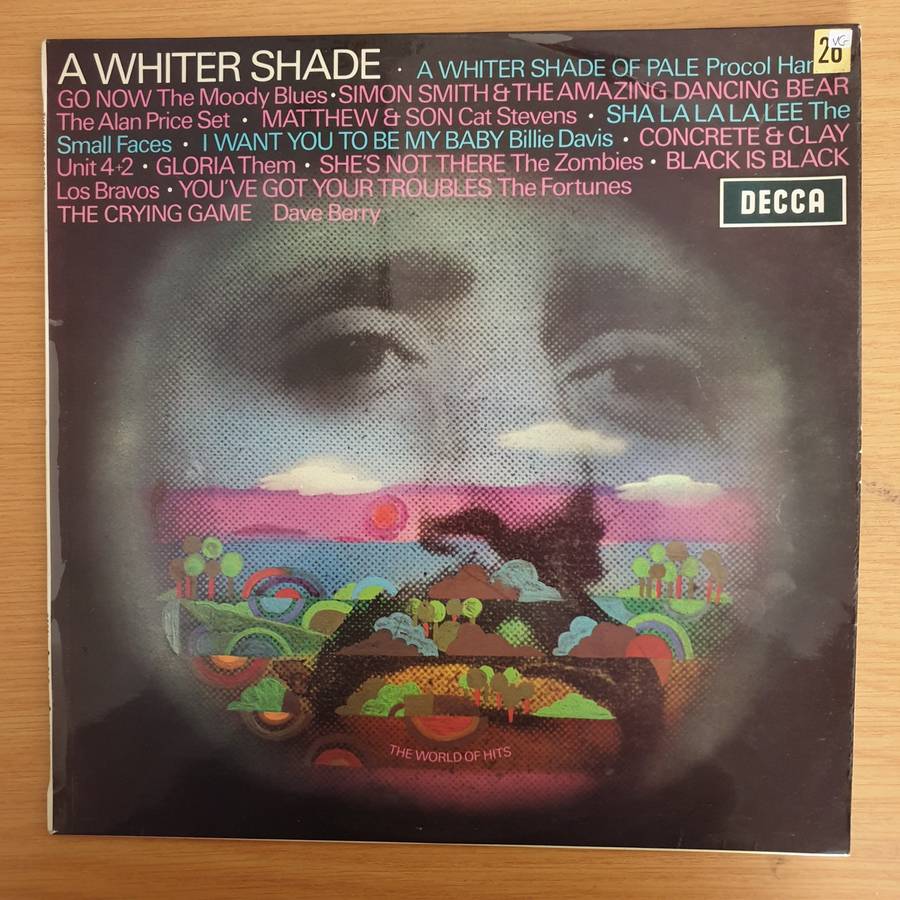 A WHITER SHADE · A WHITER SHADE OF PALE Procol Har
GO NOW The Moody Blues • SIMON SMITH & THE AMAZING DANCING BEAR
The Alan Price Set • MATTHEW & SON Cat Stevens • SHA LA LA LA LEE The
Small Faces • I WANT YOU TO BE MY BABY Billie Davis • CONCRETE & CLAY
Unit 4+2 • GLORIA Them • SHE'S NOT THERE The Zombies • BLACK IS BLACK
Los Bravos • YOU'VE GOT YOUR TROUBLES The Fortunes
THE CRYING GAME Dave Berry
26
VG-
DECCA
THE WORLD OF HITS